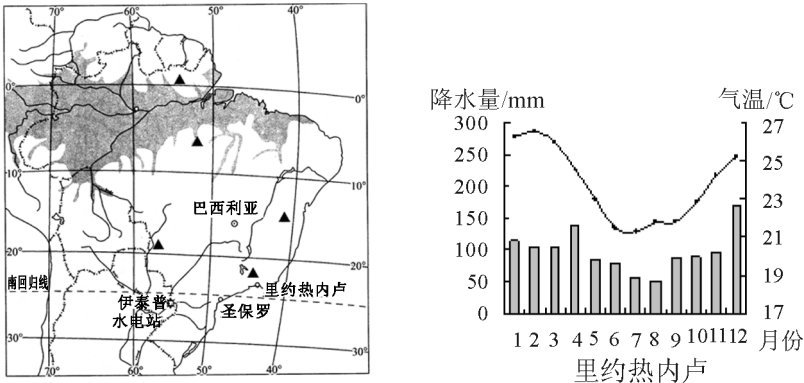 70° 60° 50° 40°
0° 0°
10° 10°
巴西利亚
20° 20°
南回归线
里约热内卢
伊泰普
水电站
圣保罗
30° 30°
70° 60° 50° 40°
降水量/mm 气温/℃
300 27
250 25
200 23
150 21
100 19
50
0 17
1 2 3 4 5 6 7 8 9 10 11 12 月份
里约热内卢